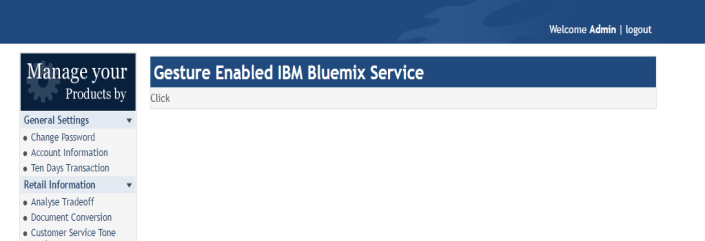 Welcome Admin | logout
Manage your
Products by
Gesture Enabled IBM Bluemix Service
Click
General Settings
Change Password
Account Information
Ten Days Transaction
Retail Information
Analyse Tradeoff
Document Conversion
Customer Service Tone